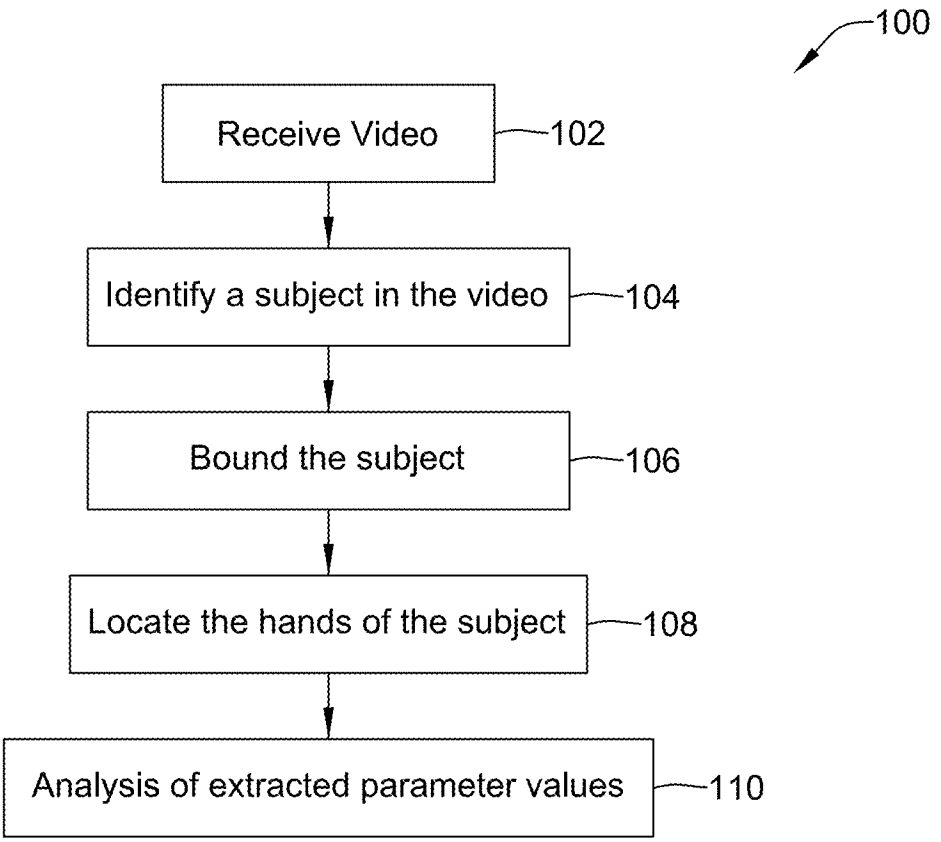 100
Receive Video
102
Identify a subject in the video
104
Bound the subject
106
Locate the hands of the subject
108
Analysis of extracted parameter values
110